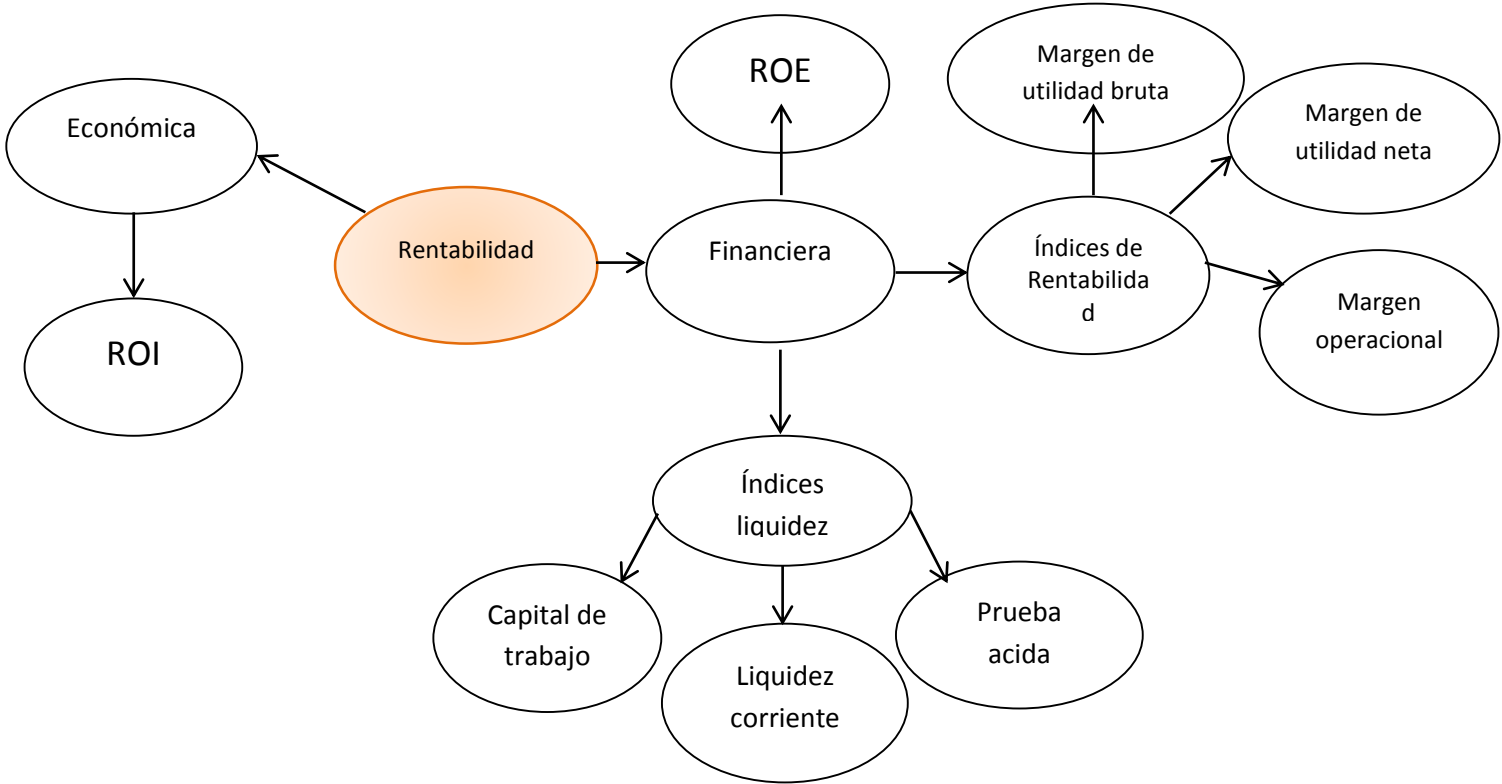 ROE
Margen de
utilidad bruta
Margen de
utilidad neta
Económica
Rentabilidad
Financiera
Índices de
Rentabilida
d
Margen
operacional
ROI
Índices
liquidez
Capital de
trabajo
Liquidez
corriente
Prueba
acida